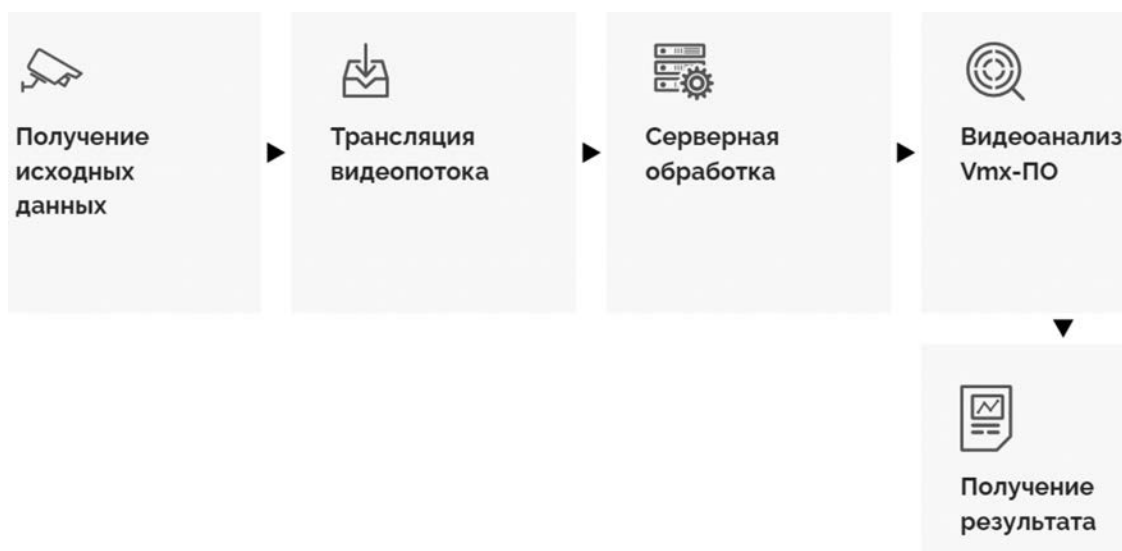 Получение
исходных
данных
Трансляция
видеопотока
Серверная
обработка
Видеоанализ
Vmx-ПО
Получение
результата